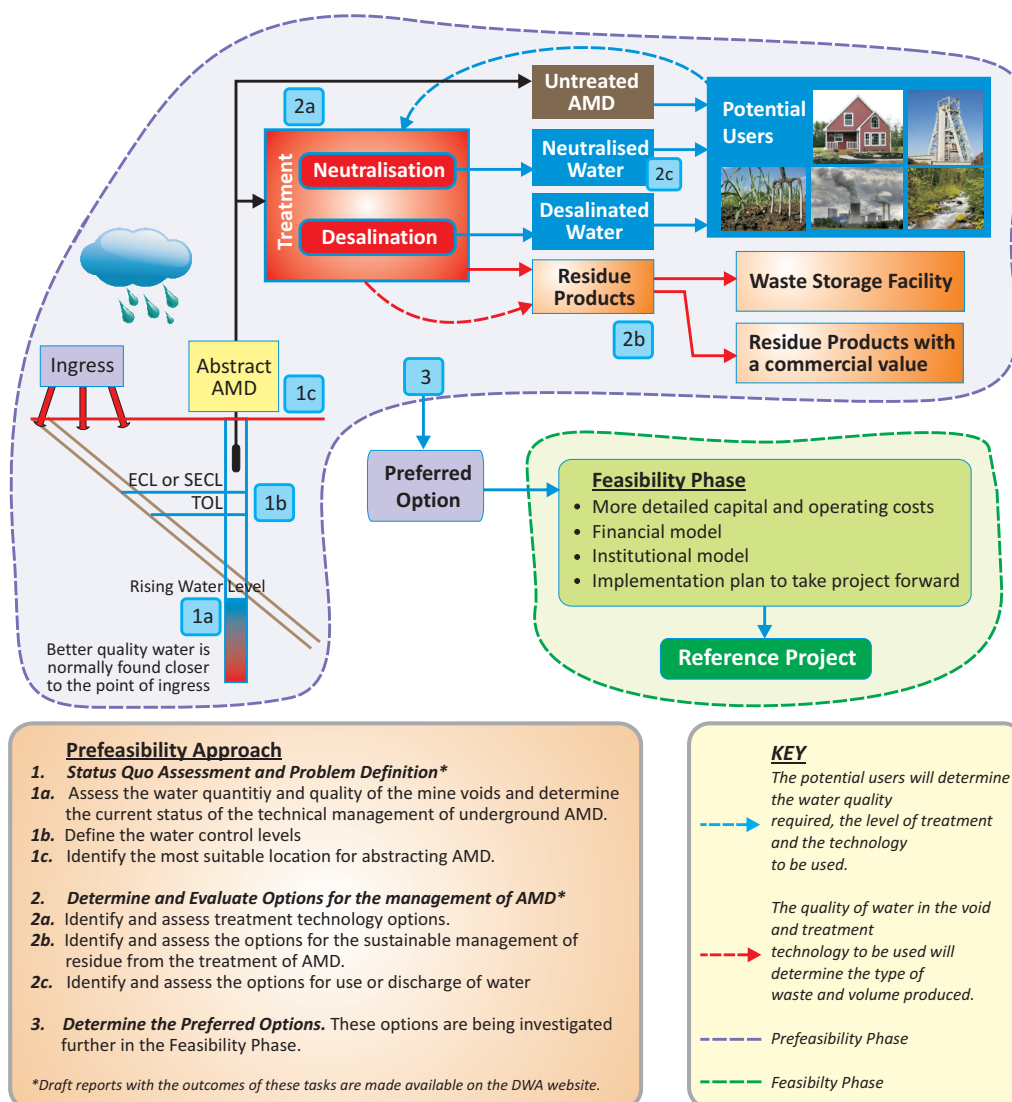 2a
Untreated
AMD
Potential
Users
Treatment
Neutralisation
Neutralised
Water
2c
Desalination
Desalinated
Water
Residue
Products
2b
Waste Storage Facility
Residue Products with
a commercial value
Ingress
Abstract
AMD
1c
3
ECL or SECL
TOL
1b
Rising Water Level
1a
Better quality water is
normally found closer
to the point of ingress
Preferred
Option
Feasibility Phase
• More detailed capital and operating costs
• Financial model
• Institutional model
• Implementation plan to take project forward
Reference Project
Prefeasibility Approach
1. Status Quo Assessment and Problem Definition*
1a. Assess the water quantitiy and quality of the mine voids and determine
the current status of the technical management of underground AMD.
1b. Define the water control levels
1c. Identify the most suitable location for abstracting AMD.
2. Determine and Evaluate Options for the management of AMD*
2a. Identify and assess treatment technology options.
2b. Identify and assess the options for the sustainable management of
residue from the treatment of AMD.
2c. Identify and assess the options for use or discharge of water
3. Determine the Preferred Options. These options are being investigated
further in the Feasibility Phase.
*Draft reports with the outcomes of these tasks are made available on the DWA website.
KEY
The potential users will determine
the water quality
required, the level of treatment
and the technology
to be used.
The quality of water in the void
and treatment
technology to be used will
determine the type of
waste and volume produced.
Prefeasibility Phase
Feasibilty Phase